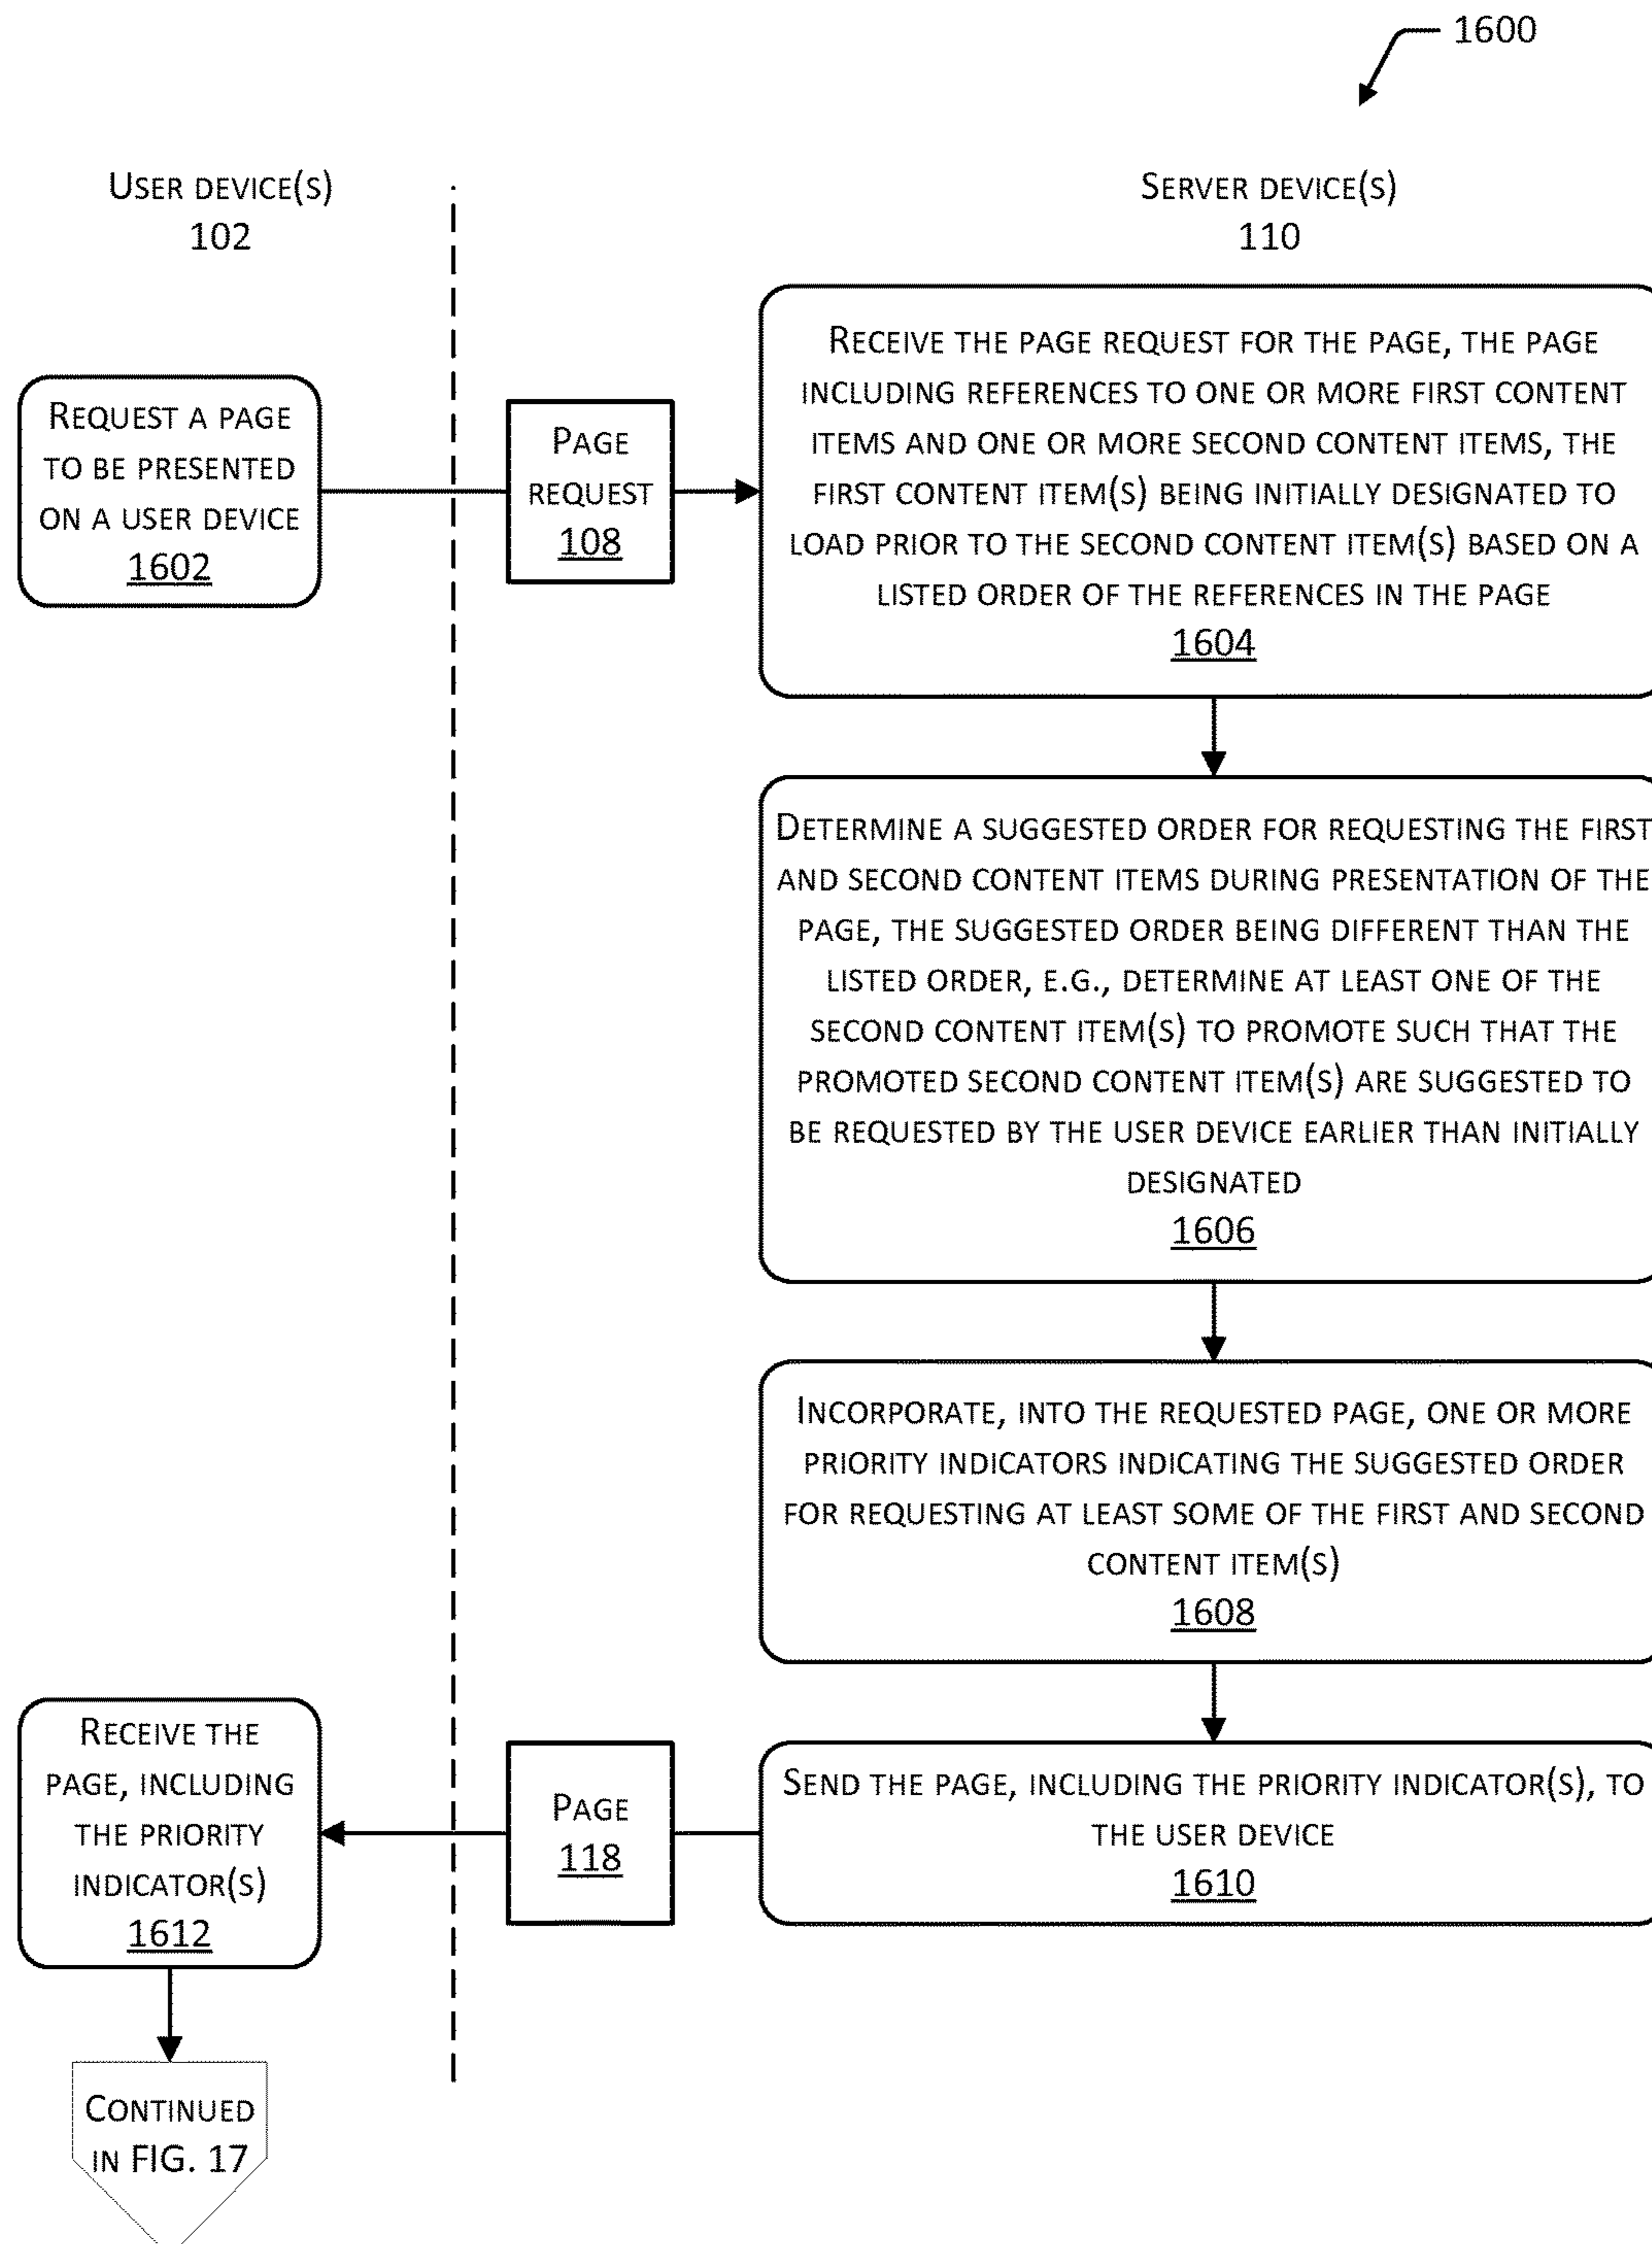 1600
USER DEVICE(S)
102
SERVER DEVICE(S)
110
REQUEST A PAGE
TO BE PRESENTED
ON A USER DEVICE
1602
PAGE
REQUEST
108
RECEIVE THE PAGE REQUEST FOR THE PAGE, THE PAGE
INCLUDING REFERENCES TO ONE OR MORE FIRST CONTENT
ITEMS AND ONE OR MORE SECOND CONTENT ITEMS, THE
FIRST CONTENT ITEM(S) BEING INITIALLY DESIGNATED TO
LOAD PRIOR TO THE SECOND CONTENT ITEM(S) BASED ON A
LISTED ORDER OF THE REFERENCES IN THE PAGE
1604
DETERMINE A SUGGESTED ORDER FOR REQUESTING THE FIRST
AND SECOND CONTENT ITEMS DURING PRESENTATION OF THE
PAGE, THE SUGGESTED ORDER BEING DIFFERENT THAN THE
LISTED ORDER, E.G., DETERMINE AT LEAST ONE OF THE
SECOND CONTENT ITEM(S) TO PROMOTE SUCH THAT THE
PROMOTED SECOND CONTENT ITEM(S) ARE SUGGESTED TO
BE REQUESTED BY THE USER DEVICE EARLIER THAN INITIALLY
DESIGNATED
1606
INCORPORATE, INTO THE REQUESTED PAGE, ONE OR MORE
PRIORITY INDICATORS INDICATING THE SUGGESTED ORDER
FOR REQUESTING AT LEAST SOME OF THE FIRST AND SECOND
CONTENT ITEM(S)
1608
SEND THE PAGE, INCLUDING THE PRIORITY INDICATOR(S), TO
THE USER DEVICE
1610
PAGE
118
RECEIVE THE
PAGE, INCLUDING
THE PRIORITY
INDICATOR(S)
1612
CONTINUED
IN FIG. 17